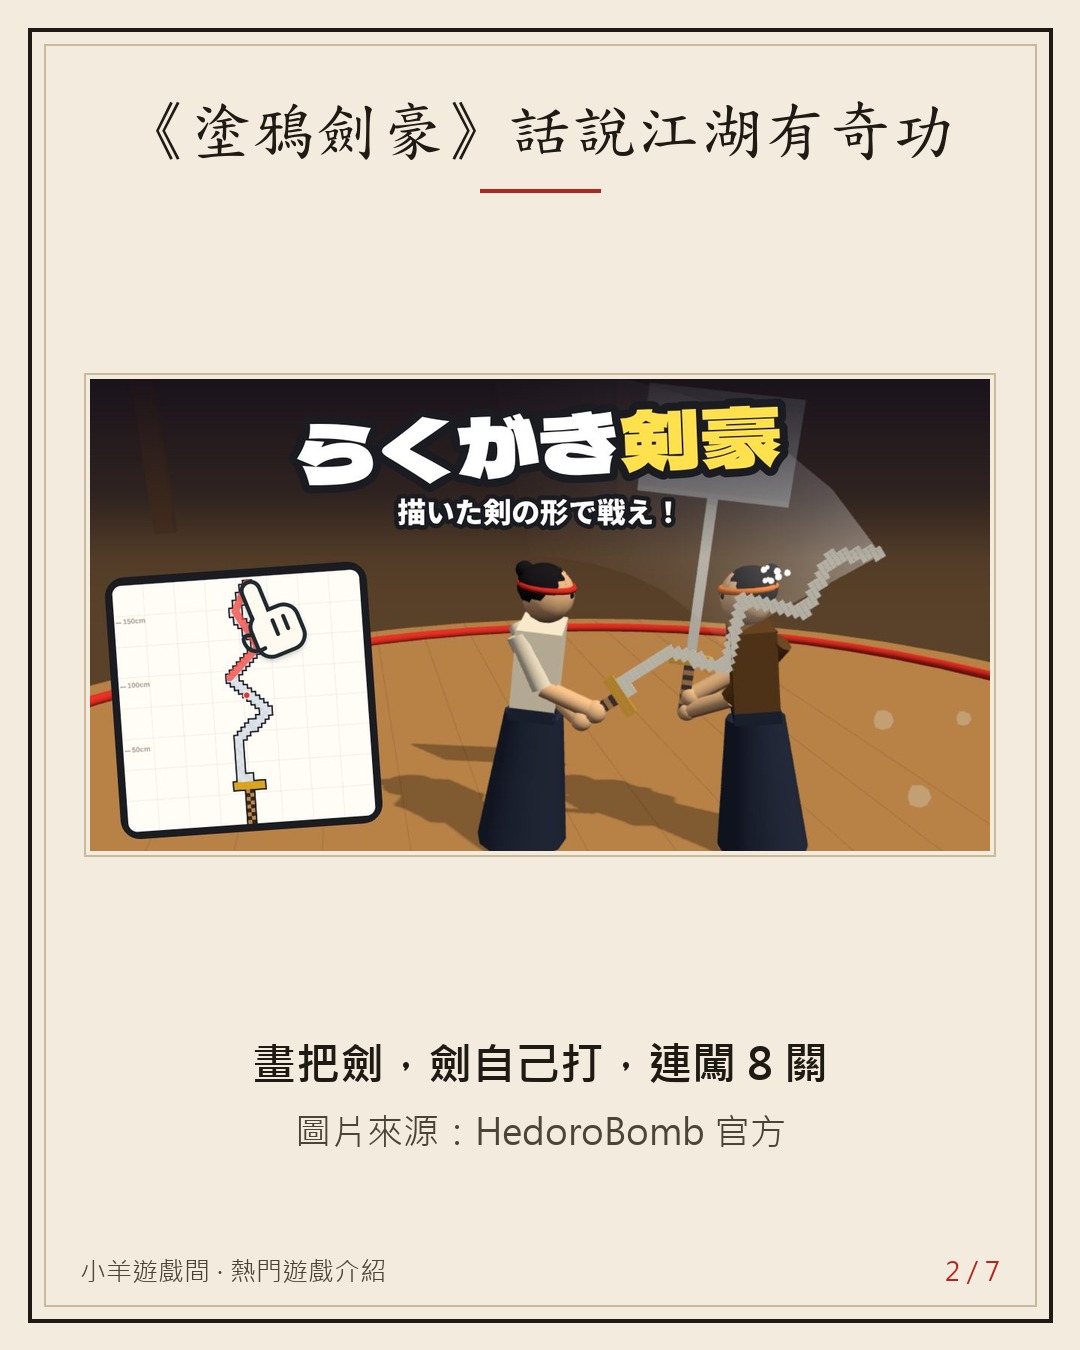 《塗鴉劍豪》話說江湖有奇功
らくがき剣豪
描いた剣の形で戦え！
150cm
100cm
50cm
畫把劍，劍自己打，連闖 8 關
圖片來源：HedoroBomb 官方
小羊遊戲間 · 熱門遊戲介紹
2 / 7